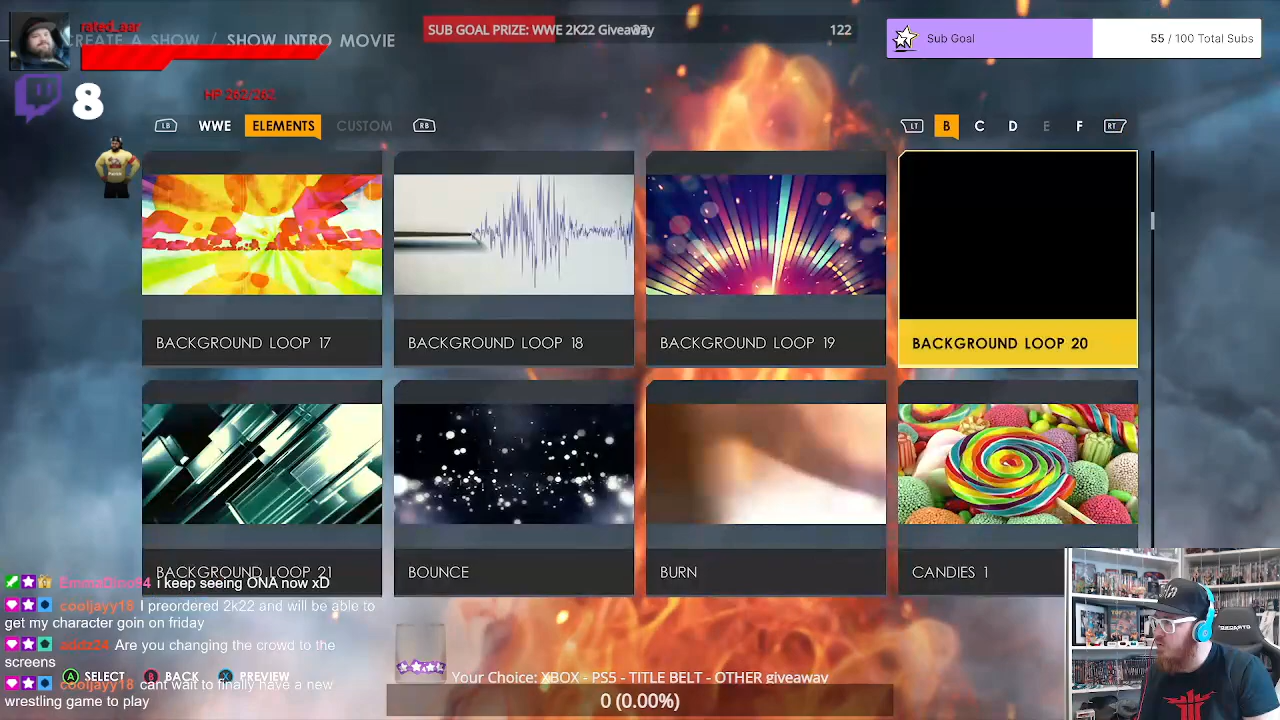 rated_aar
CREATE A SHOW / SHOW INTRO MOVIE
SUB GOAL PRIZE: WWE 2K22 Giveaway
122
Sub Goal
55 / 100 Total Subs
8
HP 262/262
LB WWE ELEMENTS CUSTOM RB
LT B C D E F RT
BACKGROUND LOOP 17
BACKGROUND LOOP 18
BACKGROUND LOOP 19
BACKGROUND LOOP 20
BACKGROUND LOOP 21
BOUNCE
BURN
CANDIES 1
EmmaDino94 i keep seeing ONA now xD
cooljayy18 I preordered 2k22 and will be able to
get my character goin on friday
addz24 Are you changing the crowd to the
screens
A SELECT B BACK X PREVIEW
cooljayy18 cant wait to finally have a new
wrestling game to play
Your Choice: XBOX - PS5 - TITLE BELT - OTHER giveaway
0 (0.00%)